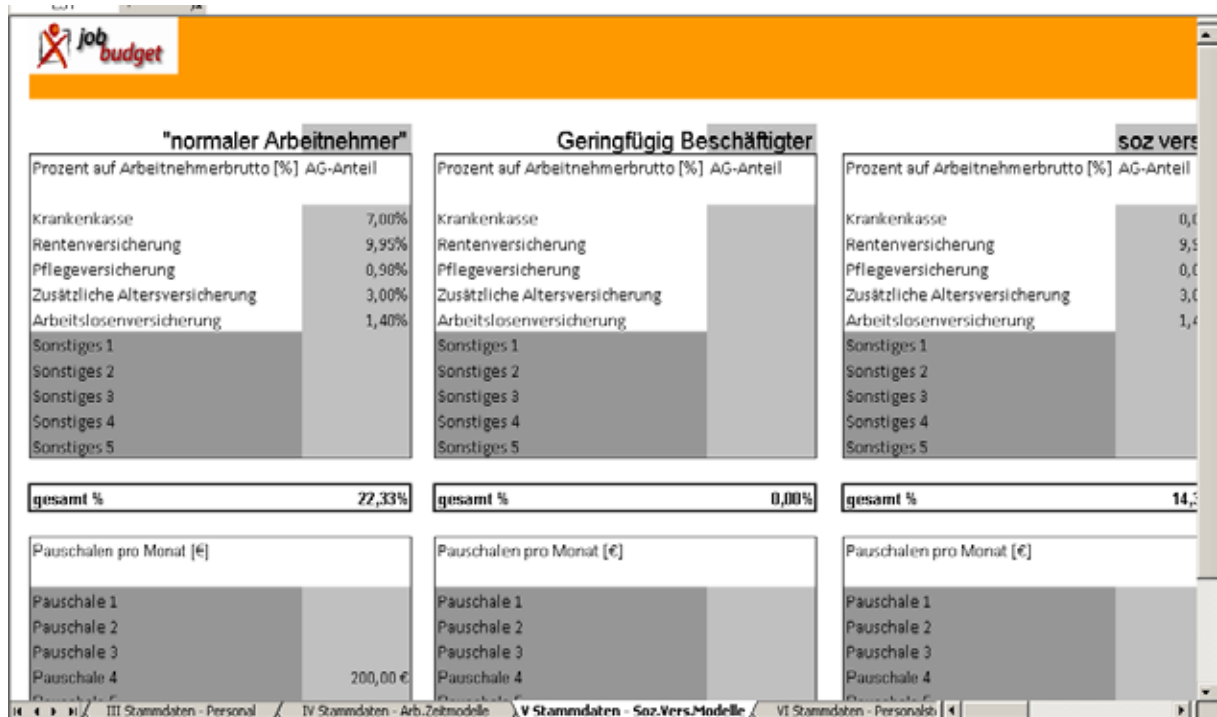 job
budget
"normaler Arbeitnehmer" Geringfügig Beschäftigter soz vers
Prozent auf Arbeitnehmerbrutto [%] AG-Anteil Prozent auf Arbeitnehmerbrutto [%] AG-Anteil Prozent auf Arbeitnehmerbrutto [%] AG-Anteil
Krankenkasse 7,00% Krankenkasse Krankenkasse
Rentenversicherung 9,95% Rentenversicherung Rentenversicherung
Pflegeversicherung 0,98% Pflegeversicherung Pflegeversicherung
Zusätzliche Altersversicherung 3,00% Zusätzliche Altersversicherung Zusätzliche Altersversicherung
Arbeitslosenversicherung 1,40% Arbeitslosenversicherung Arbeitslosenversicherung
Sonstiges 1 Sonstiges 1 Sonstiges 1
Sonstiges 2 Sonstiges 2 Sonstiges 2
Sonstiges 3 Sonstiges 3 Sonstiges 3
Sonstiges 4 Sonstiges 4 Sonstiges 4
Sonstiges 5 Sonstiges 5 Sonstiges 5
gesamt % 22,33% gesamt % 0,00% gesamt % 14,3
Pauschalen pro Monat [€] Pauschalen pro Monat [€] Pauschalen pro Monat [€]
Pauschale 1 Pauschale 1 Pauschale 1
Pauschale 2 Pauschale 2 Pauschale 2
Pauschale 3 Pauschale 3 Pauschale 3
Pauschale 4 200,00 € Pauschale 4 Pauschale 4
III Stammdaten - Personal IV Stammdaten - Arb.Zeitmodelle V Stammdaten - Soz.Vers.Modelle VI Stammdaten - Personalst